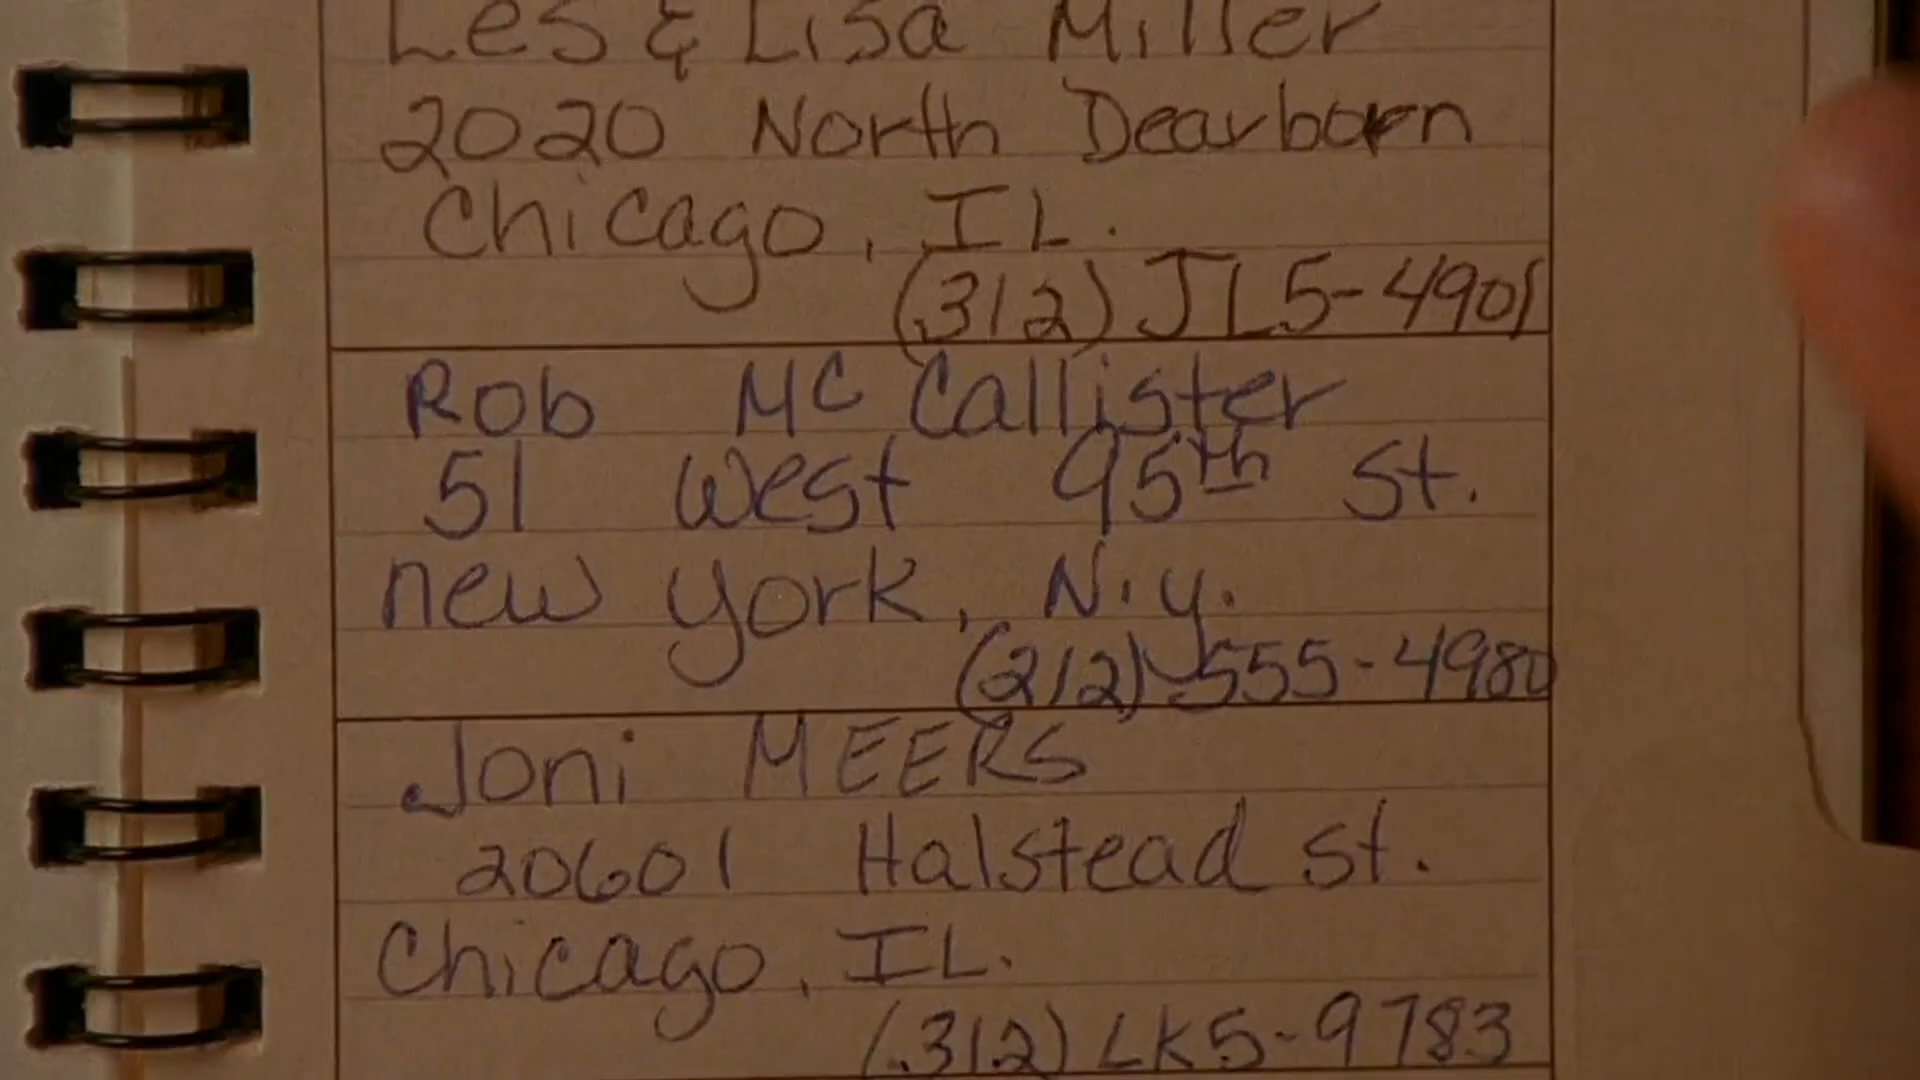 Les & Lisa Miller
2020 North Dearborn
Chicago, IL.
(312) JL5-4901
Rob MC Callister
51 West 95th St.
new york, N.y.
(212) 555-4980
Joni MEERS
20601 Halstead St.
Chicago, IL.
(312) LK5-9783